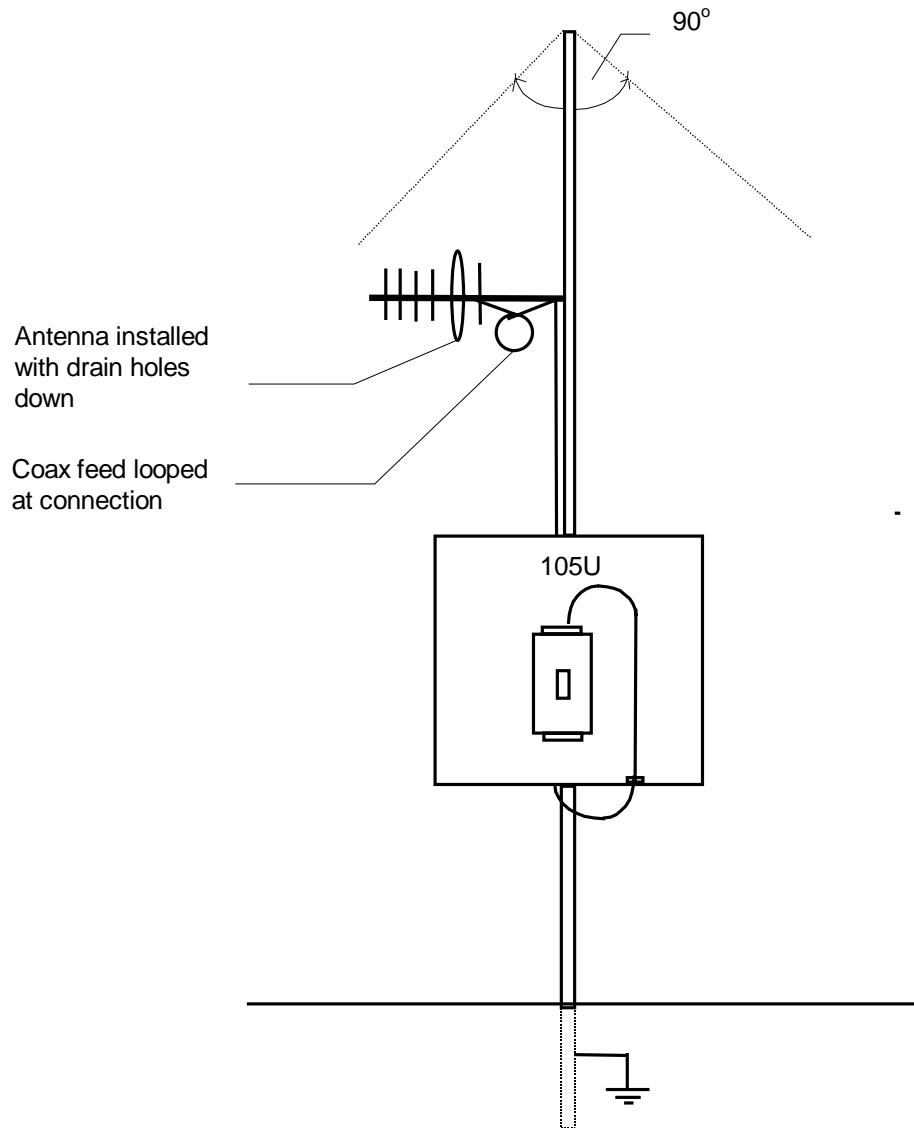 90°
Antenna installed
with drain holes
down
Coax feed looped
at connection
105U